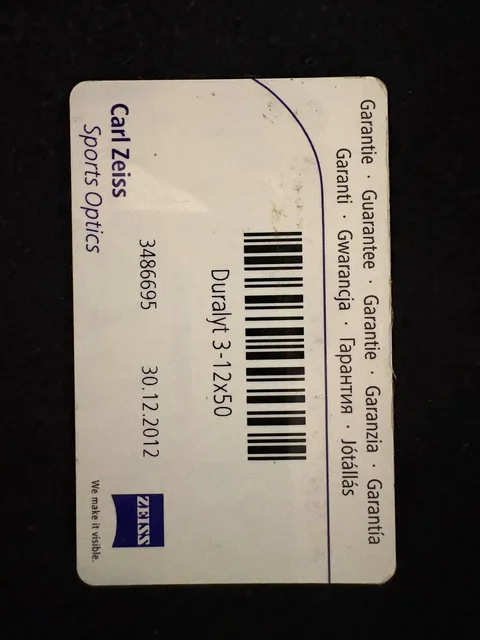 Garantie · Guarantee · Garantie · Garanzia · Garantía
Garanti · Gwarancja · Гарантия · Jótállás
Duralyt 3-12x50
3486695 30.12.2012
Carl Zeiss
Sports Optics
ZEISS
We make it visible.